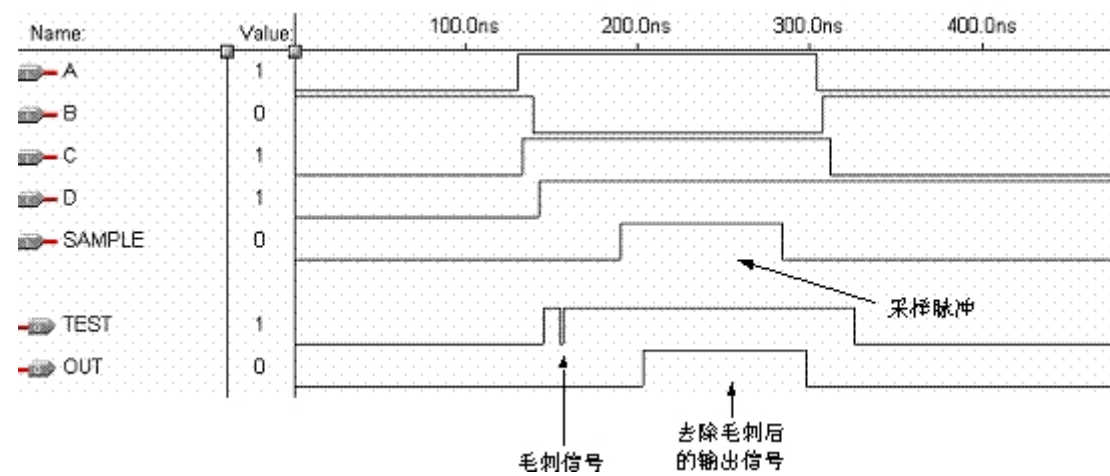 Name: Value: 100.0ns 200.0ns 300.0ns 400.0ns
A 1
B 0
C 1
D 1
SAMPLE 0
采样脉冲
TEST 1
OUT 0
毛刺信号
去除毛刺后
的输出信号